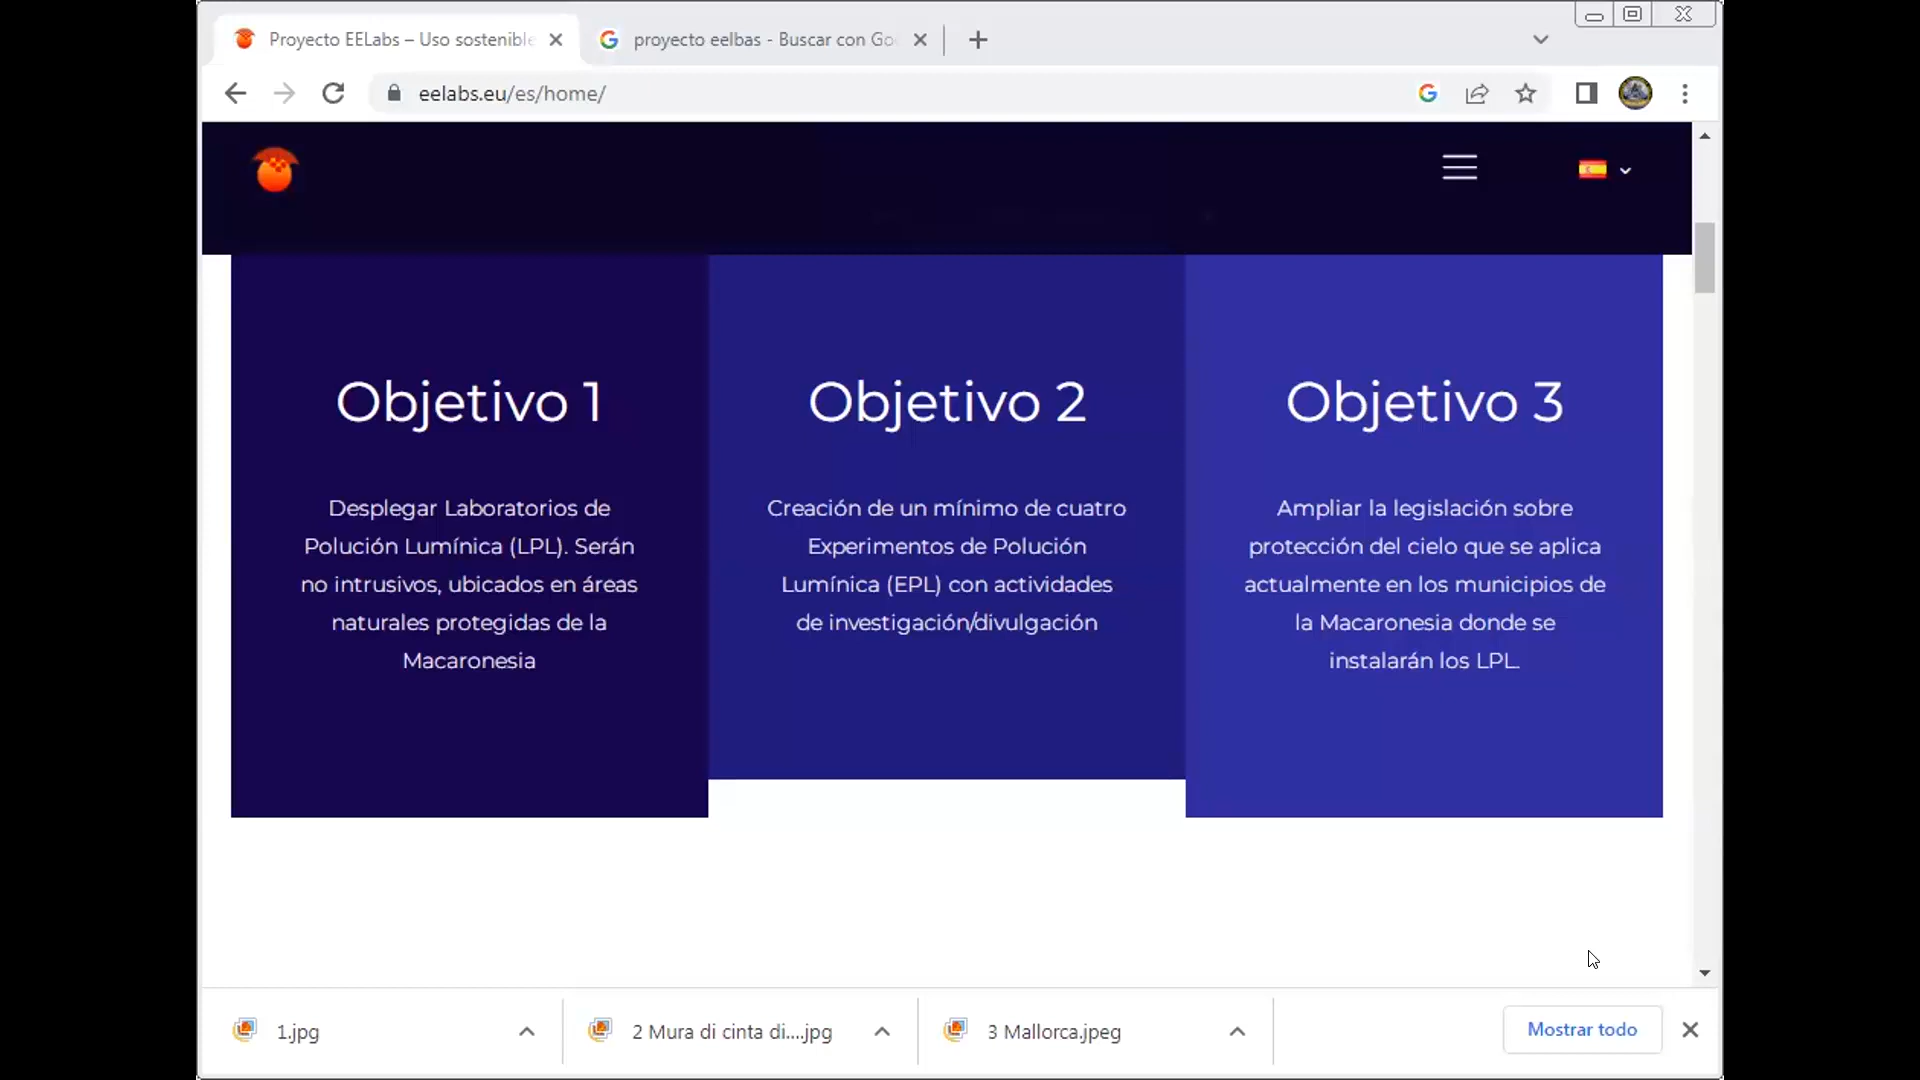 Proyecto EELabs – Uso sostenible
proyecto eelbas - Buscar con Go
eelabs.eu/es/home/
Objetivo 1
Desplegar Laboratorios de
Polución Lumínica (LPL). Serán
no intrusivos, ubicados en áreas
naturales protegidas de la
Macaronesia
Objetivo 2
Creación de un mínimo de cuatro
Experimentos de Polución
Lumínica (EPL) con actividades
de investigación/divulgación
Objetivo 3
Ampliar la legislación sobre
protección del cielo que se aplica
actualmente en los municipios de
la Macaronesia donde se
instalarán los LPL.
1.jpg
2 Mura di cinta di....jpg
3 Mallorca.jpeg
Mostrar todo